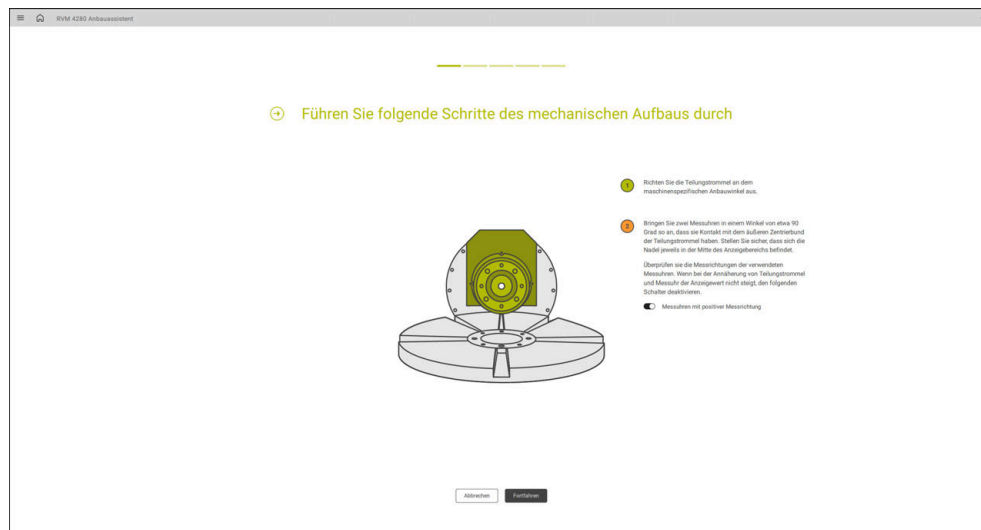 RVM 4280 Anbauassistent
Führen Sie folgende Schritte des mechanischen Aufbaus durch
1
Richten Sie die Teilungstrommel an dem
maschinenspezifischen Anbauwinkel aus.
2
Bringen Sie zwei Messuhren in einem Winkel von etwa 90
Grad so an, dass sie Kontakt mit dem äußeren Zentrierbund
der Teilungstrommel haben. Stellen Sie sicher, dass sich die
Nadel jeweils in der Mitte des Anzeigebereichs befindet.
Überprüfen sie die Messrichtungen der verwendeten
Messuhren. Wenn bei der Annäherung von Teilungstrommel
und Messuhr der Anzeigewert nicht steigt, den folgenden
Schalter deaktivieren.
Messuhren mit positiver Messrichtung
Abbrechen
Fortfahren